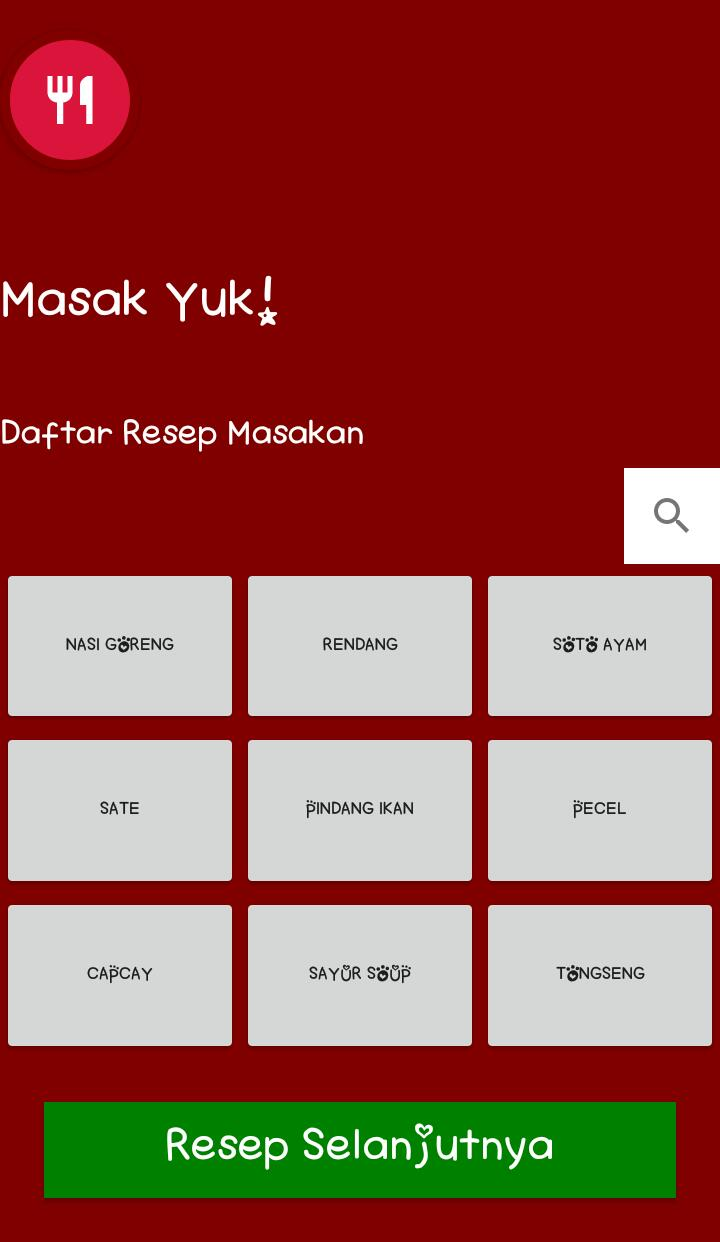 Masak Yuk!
Daftar Resep Masakan
NASI GORENG
RENDANG
SOTO AYAM
SATE
PINDANG IKAN
PECEL
CAPCAY
SAYUR SOUP
TONGSENG
Resep Selanjutnya